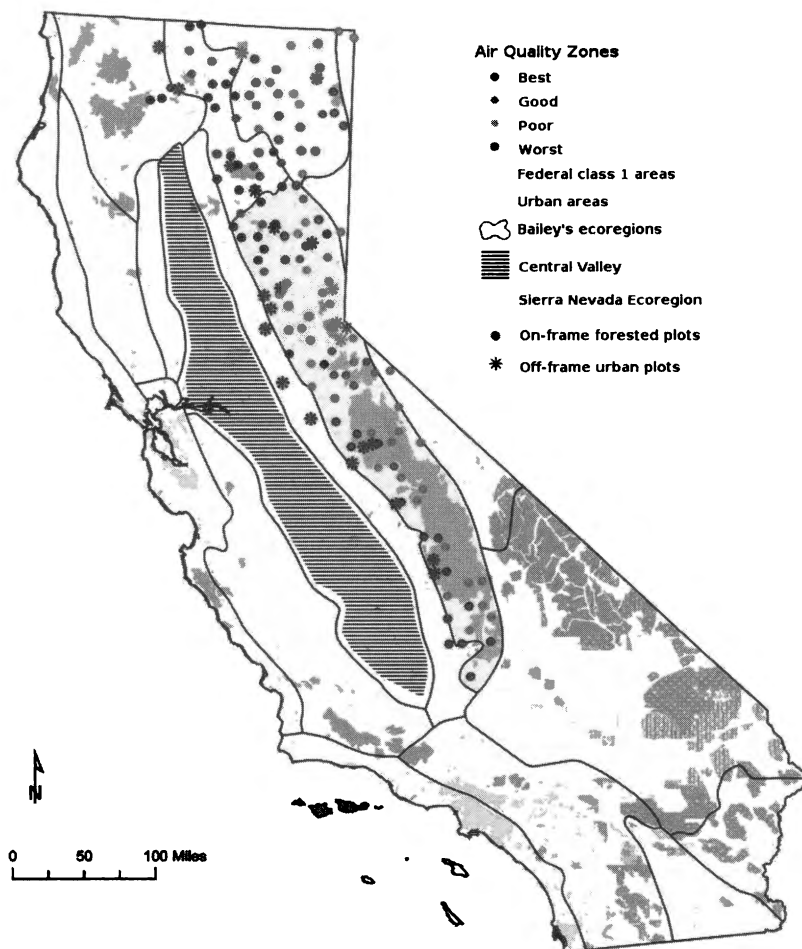 Air Quality Zones
Best
Good
Poor
Worst
Federal class 1 areas
Urban areas
Bailey's ecoregions
Central Valley
Sierra Nevada Ecoregion
On-frame forested plots
Off-frame urban plots
N
0 50 100 Miles